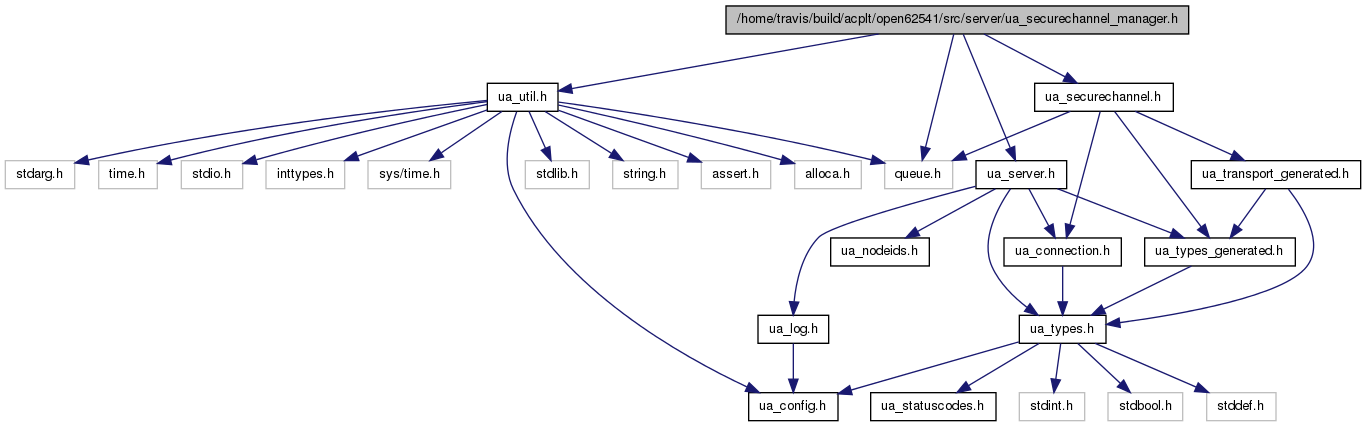 /home/travis/build/acplt/open62541/src/server/ua_securechannel_manager.h
ua_util.h
ua_securechannel.h
stdarg.h
time.h
stdio.h
inttypes.h
sys/time.h
stdlib.h
string.h
assert.h
alloca.h
queue.h
ua_server.h
ua_transport_generated.h
ua_nodeids.h
ua_connection.h
ua_types_generated.h
ua_log.h
ua_types.h
ua_config.h
ua_statuscodes.h
stdint.h
stdbool.h
stddef.h